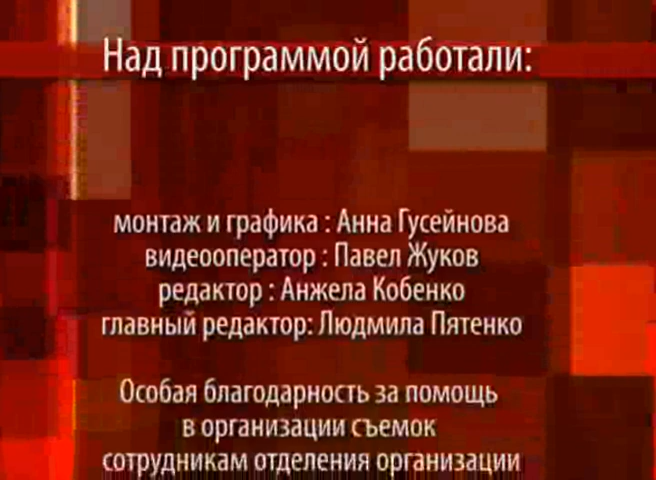 Над программой работали:
монтаж и графика : Анна Гусейнова
видеооператор : Павел Жуков
редактор : Анжела Кобенко
главный редактор: Людмила Пятенко
Особая благодарность за помощь
в организации съемок
сотрудникам отделения организации